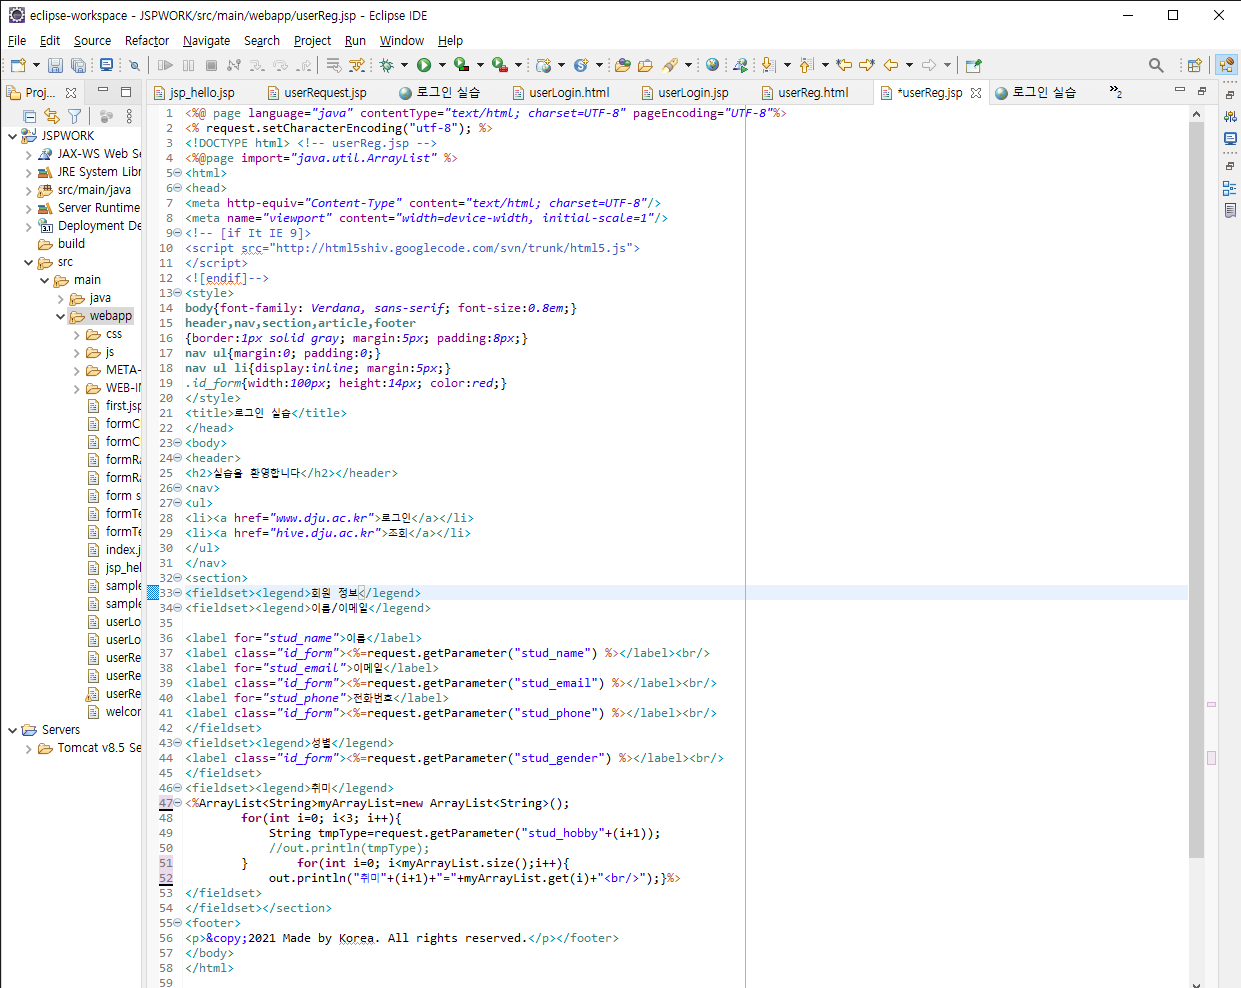 eclipse-workspace - JSPWORK/src/main/webapp/userReg.jsp - Eclipse IDE
File Edit Source Refactor Navigate Search Project Run Window Help
Proj...
jsp_hello.jsp userRequest.jsp 로그인 실습 userLogin.html userLogin.jsp userReg.html *userReg.jsp 로그인 실습 »2
JSPWORK
JAX-WS Web Se
JRE System Libr
src/main/java
Server Runtime
Deployment De
build
src
main
java
webapp
css
js
META-
WEB-IN
first.jsp
formC
formC
formRa
formRa
form s
formTe
formTe
index.j
jsp_hel
sample
sample
userLo
userLo
userRe
userRe
userRe
welcor
Servers
Tomcat v8.5 Se
1 <%@ page language="java" contentType="text/html; charset=UTF-8" pageEncoding="UTF-8"%>
2 <% request.setCharacterEncoding("utf-8"); %>
3 <!DOCTYPE html> <!-- userReg.jsp -->
4 <%@page import="java.util.ArrayList" %>
5 <html>
6 <head>
7 <meta http-equiv="Content-Type" content="text/html; charset=UTF-8"/>
8 <meta name="viewport" content="width=device-width, initial-scale=1"/>
9 <!-- [if It IE 9]>
10 <script src="http://html5shiv.googlecode.com/svn/trunk/html5.js">
11 </script>
12 <![endif]-->
13 <style>
14 body{font-family: Verdana, sans-serif; font-size:0.8em;}
15 header,nav,section,article,footer
16 {border:1px solid gray; margin:5px; padding:8px;}
17 nav ul{margin:0; padding:0;}
18 nav ul li{display:inline; margin:5px;}
19 .id_form{width:100px; height:14px; color:red;}
20 </style>
21 <title>로그인 실습</title>
22 </head>
23 <body>
24 <header>
25 <h2>실습을 환영합니다</h2></header>
26 <nav>
27 <ul>
28 <li><a href="www.dju.ac.kr">로그인</a></li>
29 <li><a href="hive.dju.ac.kr">조회</a></li>
30 </ul>
31 </nav>
32 <section>
33 <fieldset><legend>회원 정보</legend>
34 <fieldset><legend>이름/이메일</legend>
35
36 <label for="stud_name">이름</label>
37 <label class="id_form"><%=request.getParameter("stud_name") %></label><br/>
38 <label for="stud_email">이메일</label>
39 <label class="id_form"><%=request.getParameter("stud_email") %></label><br/>
40 <label for="stud_phone">전화번호</label>
41 <label class="id_form"><%=request.getParameter("stud_phone") %></label><br/>
42 </fieldset>
43 <fieldset><legend>성별</legend>
44 <label class="id_form"><%=request.getParameter("stud_gender") %></label><br/>
45 </fieldset>
46 <fieldset><legend>취미</legend>
47 <%ArrayList<String>myArrayList=new ArrayList<String>();
48 for(int i=0; i<3; i++){
49 String tmpType=request.getParameter("stud_hobby"+(i+1));
50 //out.println(tmpType);
51 } for(int i=0; i<myArrayList.size();i++){
52 out.println("취미"+(i+1)+"="+myArrayList.get(i)+"<br/>");}%>
53 </fieldset>
54 </fieldset></section>
55 <footer>
56 <p>&copy;2021 Made by Korea. All rights reserved.</p></footer>
57 </body>
58 </html>
59